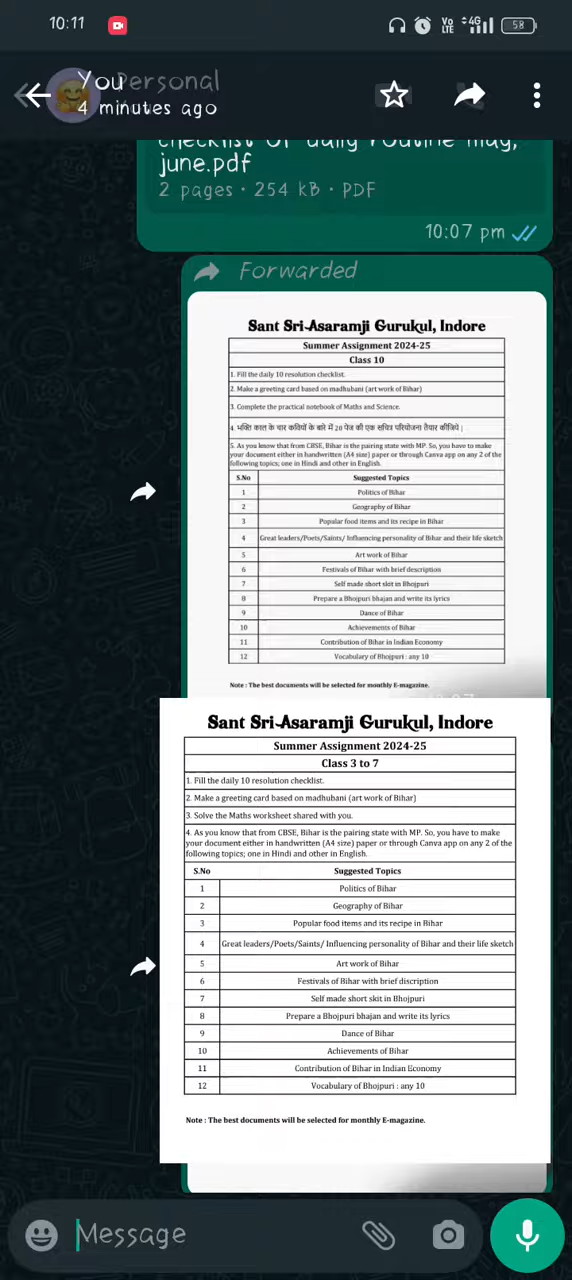 10:11
Vo LTE 4G 58
You Personal
4 minutes ago
checklist of daily routine may,
june.pdf
2 pages • 254 kB • PDF
10:07 pm
Forwarded
Sant Sri Asaramji Gurukul, Indore
Summer Assignment 2024-25
Class 10
1. Fill the daily 10 resolution checklist.
2. Make a greeting card based on madhubani (art work of Bihar)
3. Complete the practical notebook of Maths and Science.
4. भक्ति काल के चार कवियों के बारे में 20 पेज की एक सचित्र परियोजना तैयार कीजिये |
5. As you know that from CBSE, Bihar is the pairing state with MP. So, you have to make
your document either in handwritten (A4 size) paper or through Canva app on any 2 of the
following topics; one in Hindi and other in English.
S.No Suggested Topics
1 Politics of Bihar
2 Geography of Bihar
3 Popular food items and its recipe in Bihar
4 Great leaders/Poets/Saints/ Influencing personality of Bihar and their life sketch
5 Art work of Bihar
6 Festivals of Bihar with brief description
7 Self made short skit in Bhojpuri
8 Prepare a Bhojpuri bhajan and write its lyrics
9 Dance of Bihar
10 Achievements of Bihar
11 Contribution of Bihar in Indian Economy
12 Vocabulary of Bhojpuri : any 10
Note : The best documents will be selected for monthly E-magazine.
Sant Sri Asaramji Gurukul, Indore
Summer Assignment 2024-25
Class 3 to 7
1. Fill the daily 10 resolution checklist.
2. Make a greeting card based on madhubani (art work of Bihar)
3. Solve the Maths worksheet shared with you.
4. As you know that from CBSE, Bihar is the pairing state with MP. So, you have to make
your document either in handwritten (A4 size) paper or through Canva app on any 2 of the
following topics; one in Hindi and other in English.
S.No Suggested Topics
1 Politics of Bihar
2 Geography of Bihar
3 Popular food items and its recipe in Bihar
4 Great leaders/Poets/Saints/ Influencing personality of Bihar and their life sketch
5 Art work of Bihar
6 Festivals of Bihar with brief discription
7 Self made short skit in Bhojpuri
8 Prepare a Bhojpuri bhajan and write its lyrics
9 Dance of Bihar
10 Achievements of Bihar
11 Contribution of Bihar in Indian Economy
12 Vocabulary of Bhojpuri : any 10
Note : The best documents will be selected for monthly E-magazine.
Message